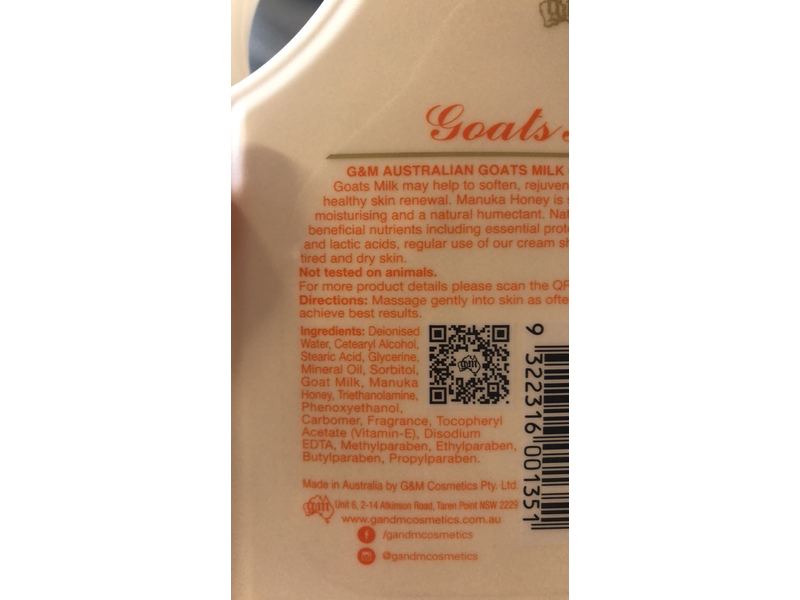 Goats
G&M AUSTRALIAN GOATS MILK
Goats Milk may help to soften, rejuven
healthy skin renewal. Manuka Honey is
moisturising and a natural humectant. Nat
beneficial nutrients including essential prot
and lactic acids, regular use of our cream sh
tired and dry skin.
Not tested on animals.
For more product details please scan the QR
Directions: Massage gently into skin as ofte
achieve best results.
Ingredients: Deionised
Water, Cetearyl Alcohol,
Stearic Acid, Glycerine,
Mineral Oil, Sorbitol,
Goat Milk, Manuka
Honey, Triethanolamine,
Phenoxyethanol,
Carbomer, Fragrance, Tocopheryl
Acetate (Vitamin-E), Disodium
EDTA, Methylparaben, Ethylparaben,
Butylparaben, Propylparaben.
Made in Australia by G&M Cosmetics Pty. Ltd.
g&m Unit 6, 2-14 Atkinson Road, Taren Point NSW 2229
www.gandmcosmetics.com.au
/gandmcosmetics
@gandmcosmetics
9 322316 001351